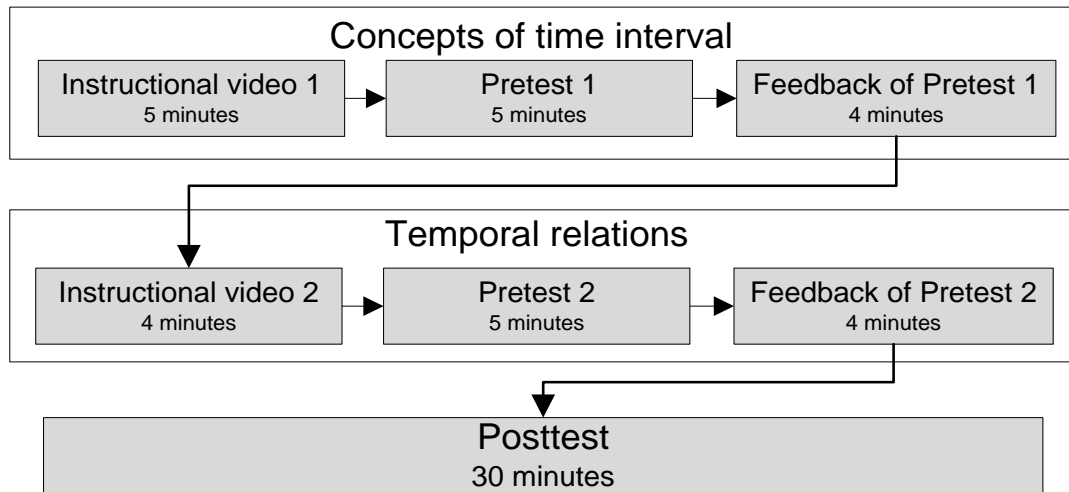 Concepts of time interval
Instructional video 1
5 minutes
Pretest 1
5 minutes
Feedback of Pretest 1
4 minutes
Temporal relations
Instructional video 2
4 minutes
Pretest 2
5 minutes
Feedback of Pretest 2
4 minutes
Posttest
30 minutes